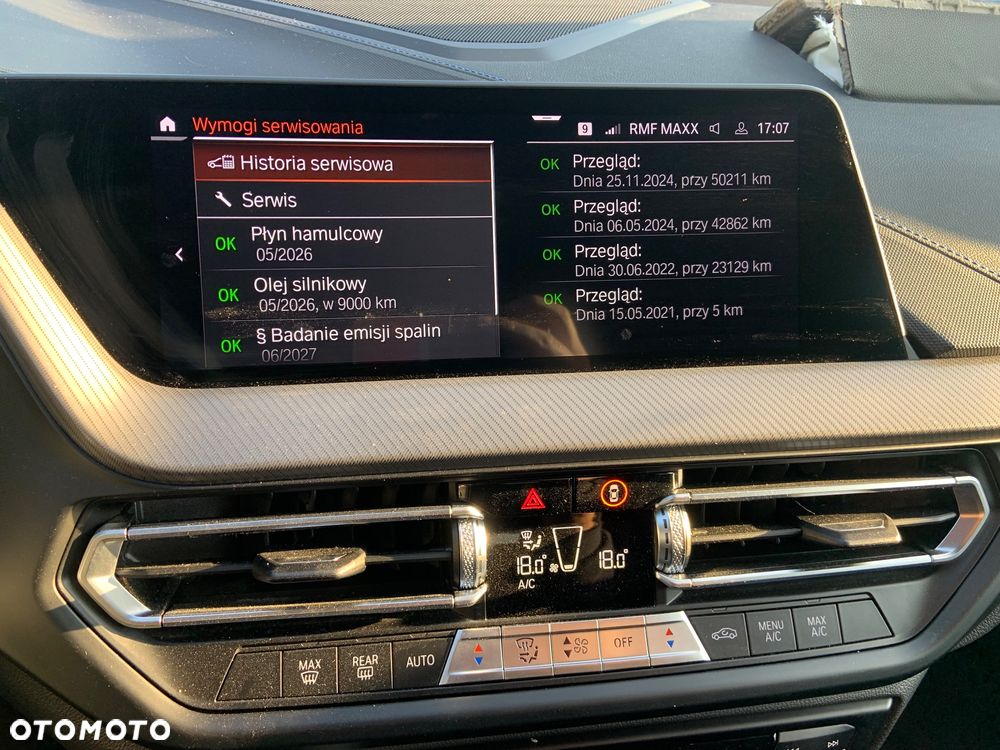 Wymogi serwisowania
9 RMF MAXX 17:07
Historia serwisowa
Serwis
OK Płyn hamulcowy
05/2026
OK Olej silnikowy
05/2026, w 9000 km
OK § Badanie emisji spalin
06/2027
OK Przegląd:
Dnia 25.11.2024, przy 50211 km
OK Przegląd:
Dnia 06.05.2024, przy 42862 km
OK Przegląd:
Dnia 30.06.2022, przy 23129 km
OK Przegląd:
Dnia 15.05.2021, przy 5 km
18.0° 18.0°
A/C
MAX
REAR
AUTO
OFF
MENU
A/C
MAX
A/C
OTOMOTO